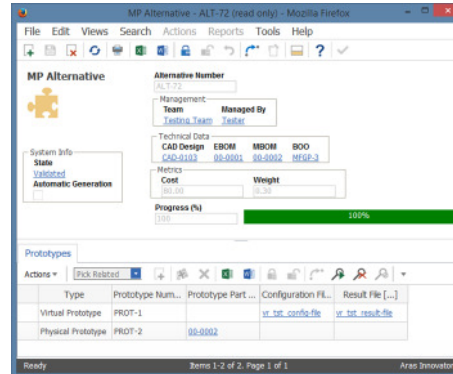 MP Alternative - ALT-72 (read only) - Mozilla Firefox
File Edit Views Search Actions Reports Tools Help
MP Alternative
Alternative Number
ALT-72
Management
Team Managed By
Testing Team Tester
Technical Data
CAD Design EBOM MBOM BOO
CAD-0103 00-0001 00-0002 MFGP-3
System Info
State
Validated
Automatic Generation
Metrics
Cost Weight
80.00 0.30
Progress (%)
100 100%
Prototypes
Actions Pick Related
Type Prototype Num... Prototype Part ... Configuration Fil... Result File [...]
Virtual Prototype PROT-1 vr_tst_config-file vr_tst_result-file
Physical Prototype PROT-2 00-0002
Ready Items 1-2 of 2. Page 1 of 1 Aras Innovator